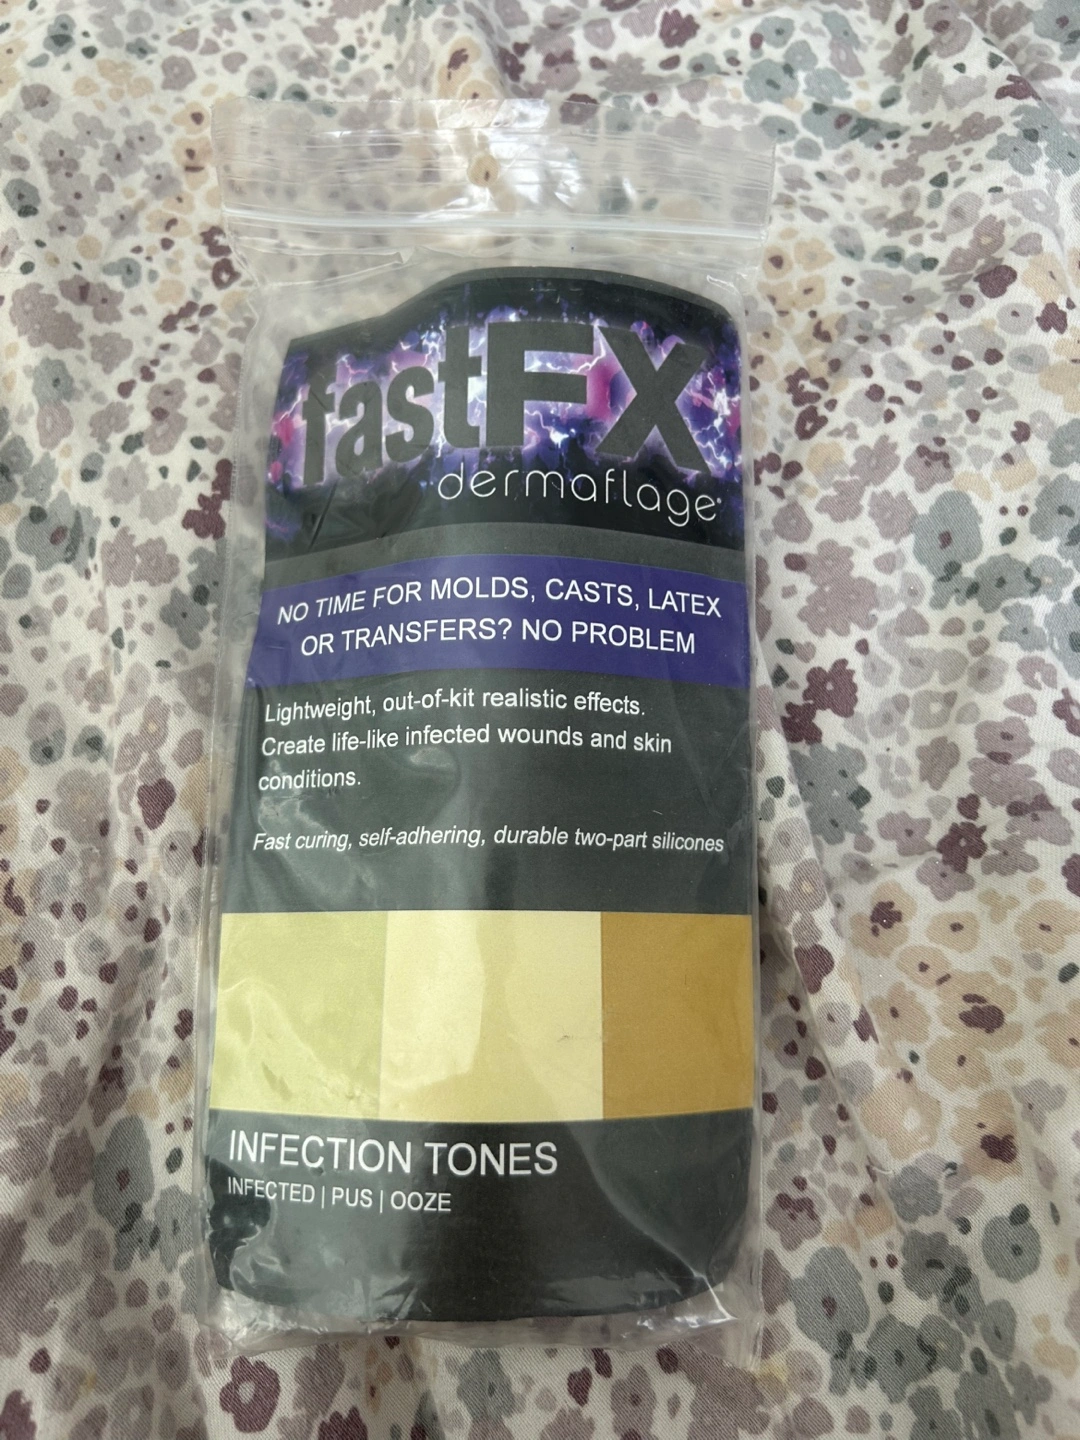 fastFX
dermaflage®
NO TIME FOR MOLDS, CASTS, LATEX
OR TRANSFERS? NO PROBLEM
Lightweight, out-of-kit realistic effects.
Create life-like infected wounds and skin
conditions.
Fast curing, self-adhering, durable two-part silicones
INFECTION TONES
INFECTED | PUS | OOZE